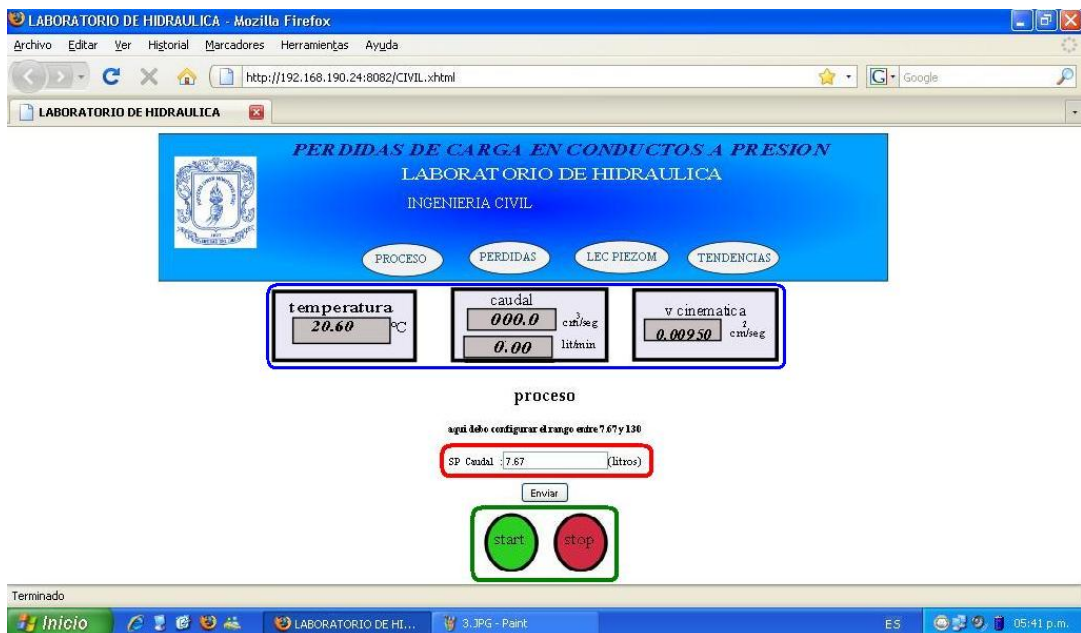 LABORATORIO DE HIDRAULICA - Mozilla Firefox
Archivo Editar Ver Historial Marcadores Herramientas Ayuda
http://192.168.190.24:8082/CIVIL.xhtml
G Google
LABORATORIO DE HIDRAULICA
PERDIDAS DE CARGA EN CONDUCTOS A PRESION
LABORATORIO DE HIDRAULICA
INGENIERIA CIVIL
PROCESO PERDIDAS LEC PIEZOM TENDENCIAS
temperatura
20.60 ºC
caudal
000.0 cm³/seg
0.00 lit/min
v cinematica
0.00950 cm²/seg
proceso
aqui debo configurar el rango entre 7.67 y 130
SP Caudal : 7.67 (litros)
Enviar
start stop
Terminado
Inicio LABORATORIO DE HI... 3.JPG - Paint ES 05:41 p.m.